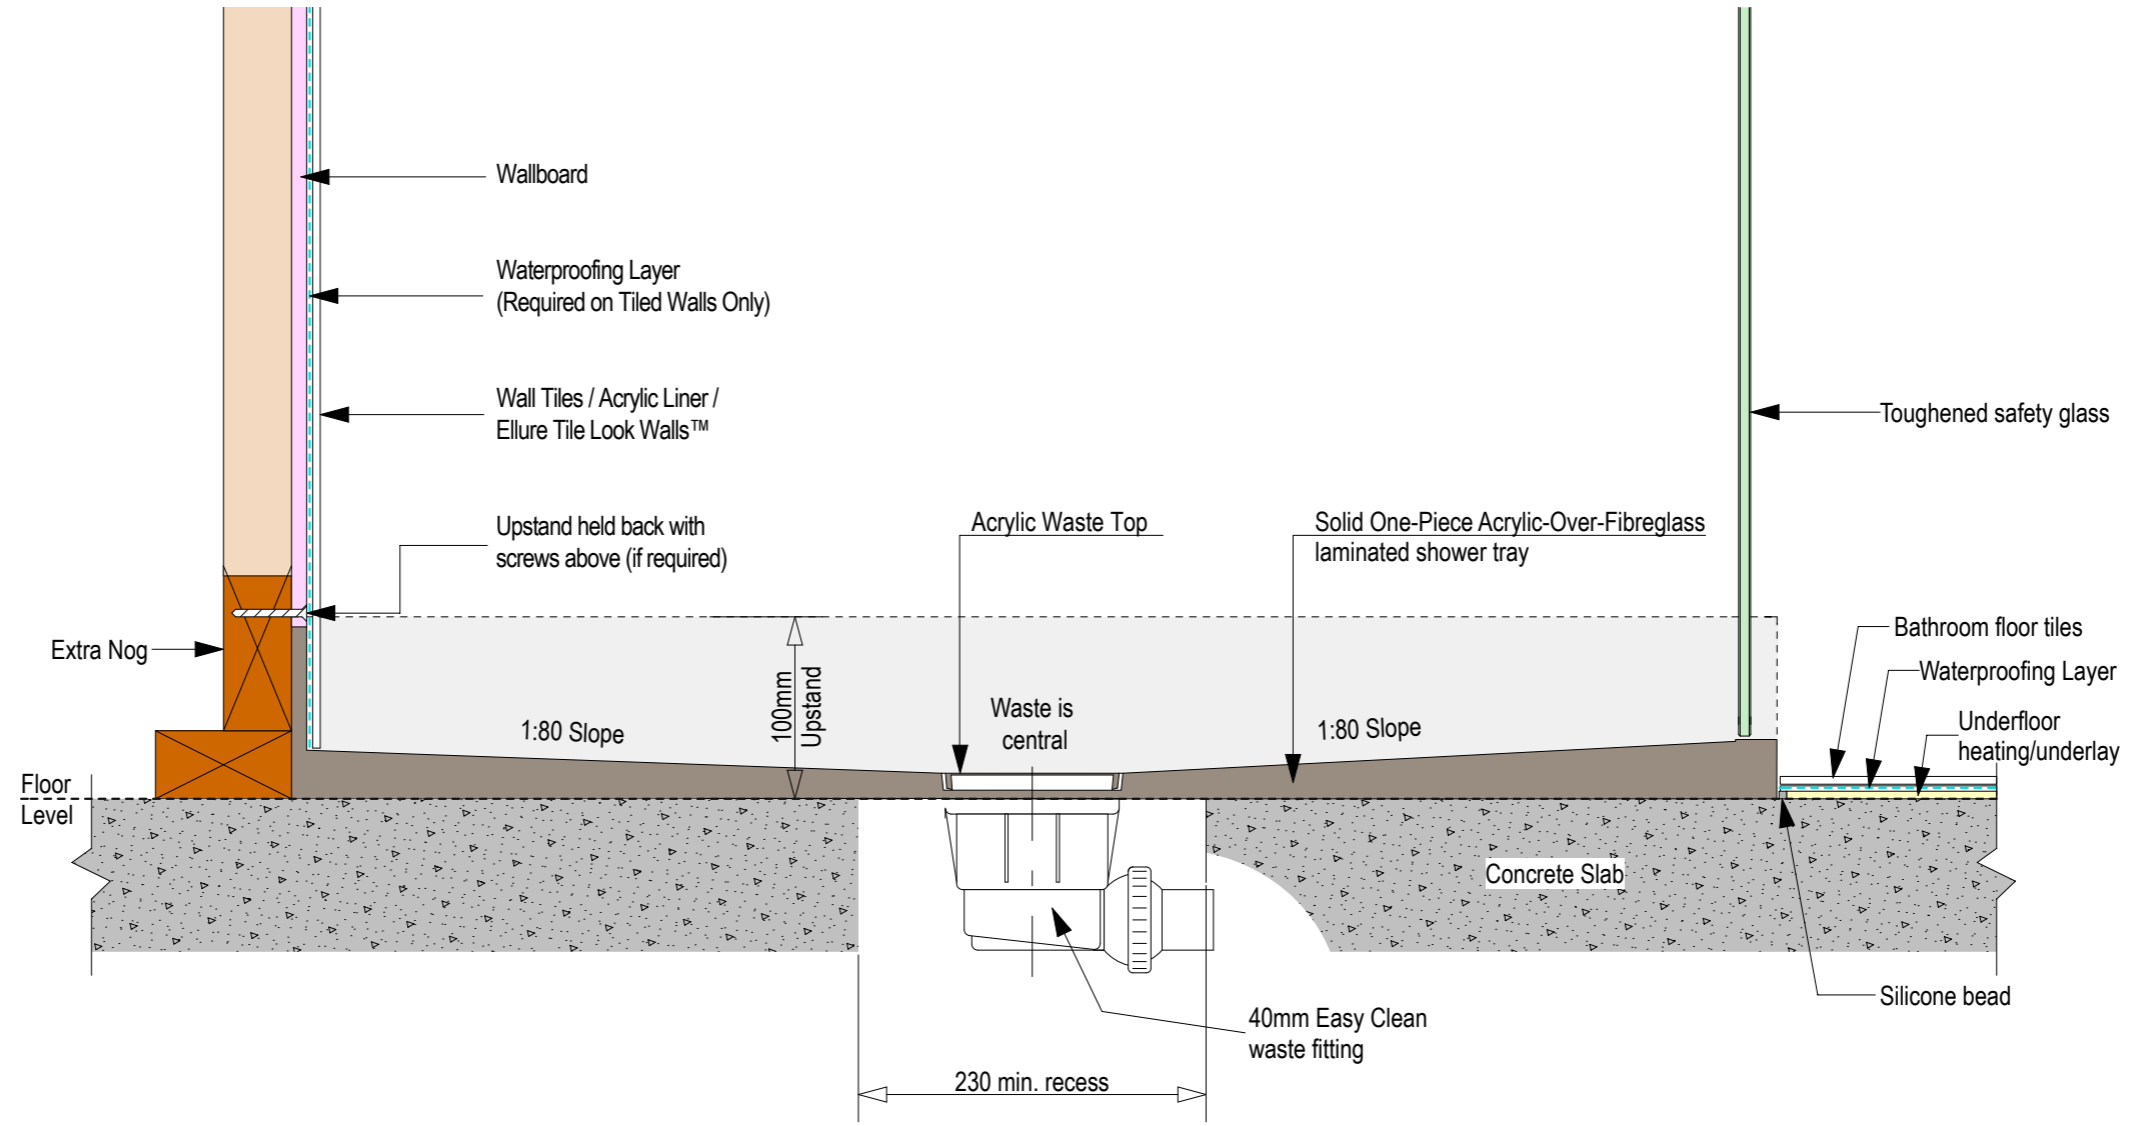 Wallboard
Waterproofing Layer
(Required on Tiled Walls Only)
Wall Tiles / Acrylic Liner /
Ellure Tile Look Walls™
Toughened safety glass
Upstand held back with
screws above (if required)
Acrylic Waste Top
Solid One-Piece Acrylic-Over-Fibreglass
laminated shower tray
Extra Nog
Bathroom floor tiles
Waterproofing Layer
Underfloor
heating/underlay
1:80 Slope
100mm
Upstand
Waste is
central
1:80 Slope
Floor
Level
Concrete Slab
Silicone bead
40mm Easy Clean
waste fitting
230 min. recess